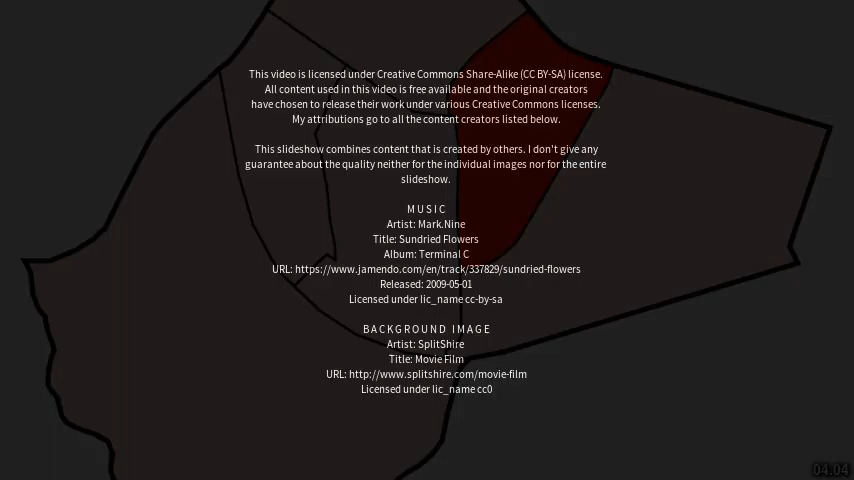 This video is licensed under Creative Commons Share-Alike (CC BY-SA) license.
All content used in this video is free available and the original creators
have chosen to release their work under various Creative Commons licenses.
My attributions go to all the content creators listed below.
This slideshow combines content that is created by others. I don't give any
guarantee about the quality neither for the individual images nor for the entire
slideshow.
MUSIC
Artist: Mark.Nine
Title: Sundried Flowers
Album: Terminal C
URL: https://www.jamendo.com/en/track/337829/sundried-flowers
Released: 2009-05-01
Licensed under lic_name cc-by-sa
BACKGROUND IMAGE
Artist: SplitShire
Title: Movie Film
URL: http://www.splitshire.com/movie-film
Licensed under lic_name cc0
04:04